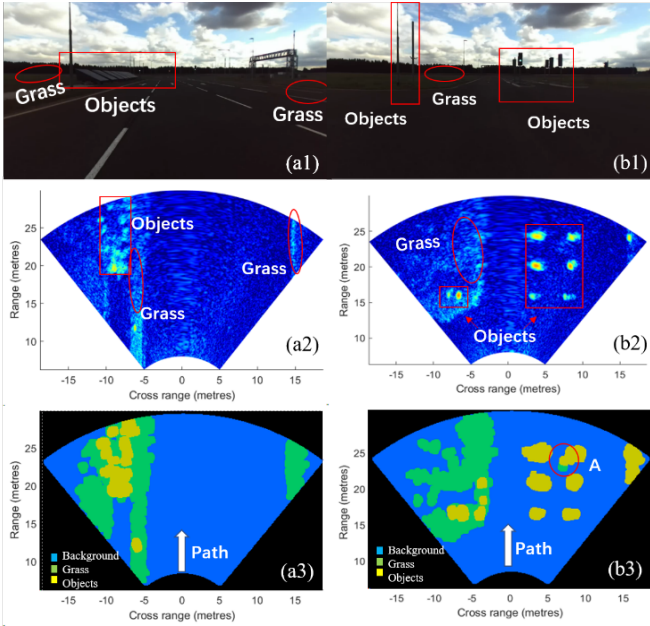 Grass
Objects
Grass
(a1)
Objects
Grass
Objects
(b1)
Range (metres)
25
20
15
10
Objects
Grass
Grass
(a2)
-15 -10 -5 0 5 10 15
Cross range (metres)
Range (metres)
30
25
20
15
10
Grass
Objects
(b2)
-15 -10 -5 0 5 10 15
Cross range (metres)
Range (metres)
25
20
15
10
Path
Background
Grass
Objects
(a3)
-15 -10 -5 0 5 10 15
Cross range (metres)
Range (metres)
30
25
20
15
10
A
Path
Background
Grass
Objects
(b3)
-15 -10 -5 0 5 10 15
Cross range (metres)